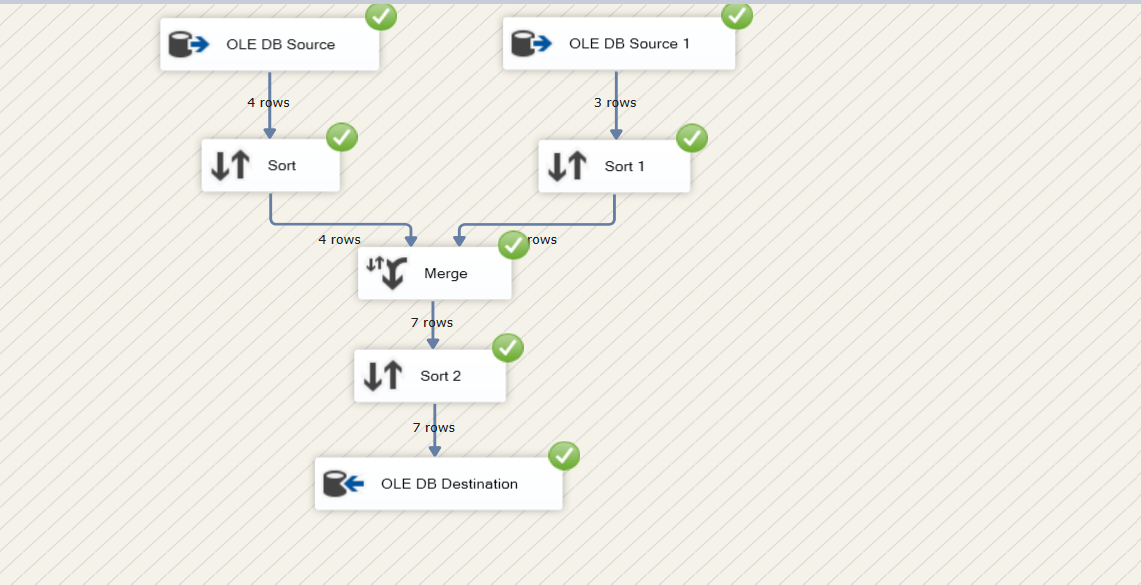 OLE DB Source
OLE DB Source 1
4 rows
3 rows
Sort
Sort 1
4 rows
rows
Merge
7 rows
Sort 2
7 rows
OLE DB Destination